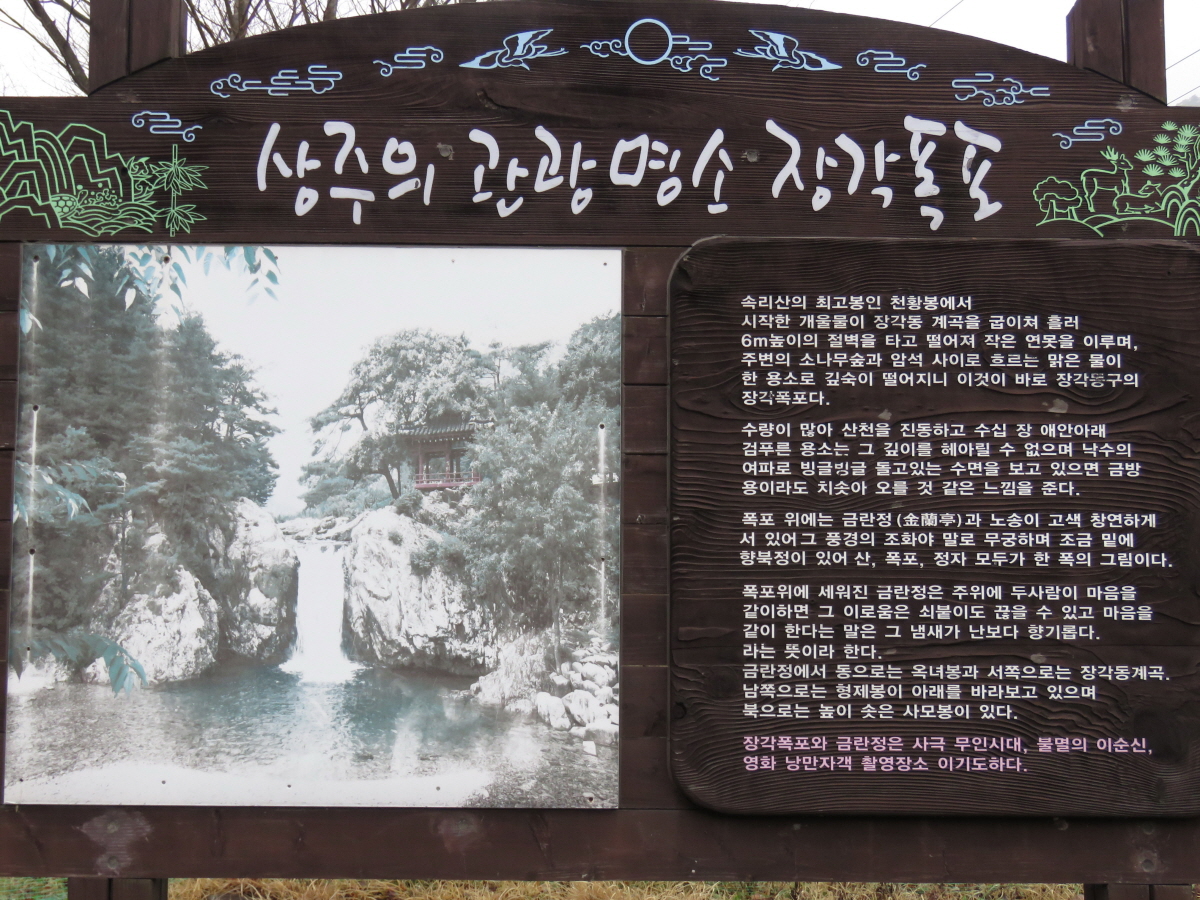 상주의 관광명소 장각폭포
속리산의 최고봉인 천황봉에서
시작한 개울물이 장각동 계곡을 굽이쳐 흘러
6m높이의 절벽을 타고 떨어져 작은 연못을 이루며,
주변의 소나무숲과 암석 사이로 흐르는 맑은 물이
한 용소로 깊숙이 떨어지니 이것이 바로 장각동구의
장각폭포다.
수량이 많아 산천을 진동하고 수십 장 애안아래
검푸른 용소는 그 깊이를 헤아릴 수 없으며 낙수의
여파로 빙글빙글 돌고있는 수면을 보고 있으면 금방
용이라도 치솟아 오를 것 같은 느낌을 준다.
폭포 위에는 금란정(金蘭亭)과 노송이 고색 창연하게
서 있어 그 풍경의 조화야 말로 무궁하며 조금 밑에
향북정이 있어 산, 폭포, 정자 모두가 한 폭의 그림이다.
폭포위에 세워진 금란정은 주위에 두사람이 마음을
같이하면 그 이로움은 쇠붙이도 끊을 수 있고 마음을
같이 한다는 말은 그 냄새가 난보다 향기롭다.
라는 뜻이라 한다.
금란정에서 동으로는 옥녀봉과 서쪽으로는 장각동계곡.
남쪽으로는 형제봉이 아래를 바라보고 있으며
북으로는 높이 솟은 사모봉이 있다.
장각폭포와 금란정은 사극 무인시대, 불멸의 이순신,
영화 낭만자객 촬영장소 이기도하다.